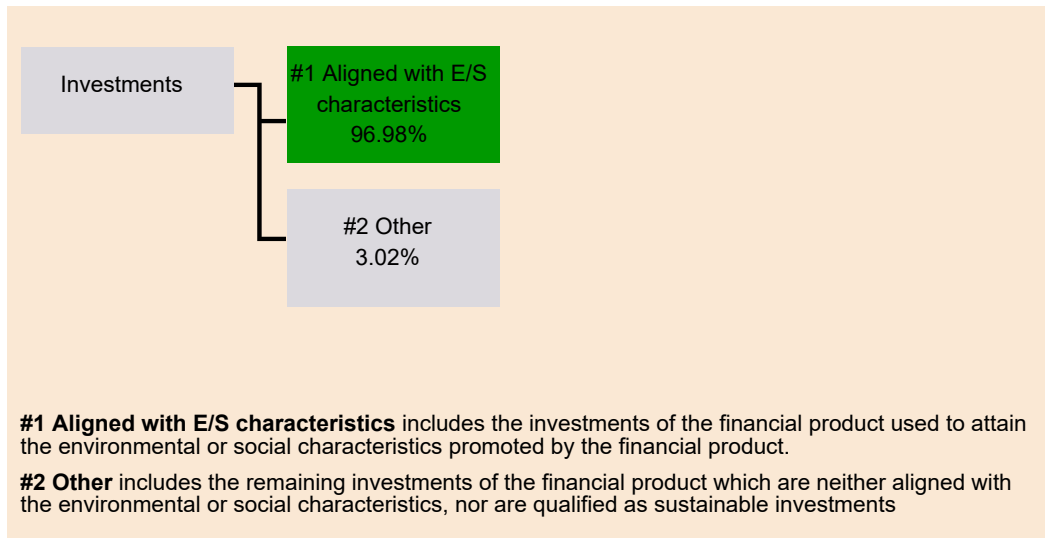 Investments
#1 Aligned with E/S
characteristics
96.98%
#2 Other
3.02%
#1 Aligned with E/S characteristics includes the investments of the financial product used to attain
the environmental or social characteristics promoted by the financial product.
#2 Other includes the remaining investments of the financial product which are neither aligned with
the environmental or social characteristics, nor are qualified as sustainable investments